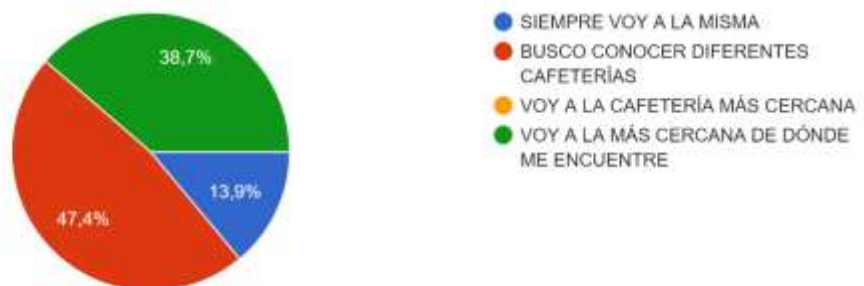 38,7%
13,9%
47,4%
SIEMPRE VOY A LA MISMA
BUSCO CONOCER DIFERENTES
CAFETERÍAS
VOY A LA CAFETERÍA MÁS CERCANA
VOY A LA MÁS CERCANA DE DÓNDE
ME ENCUENTRE